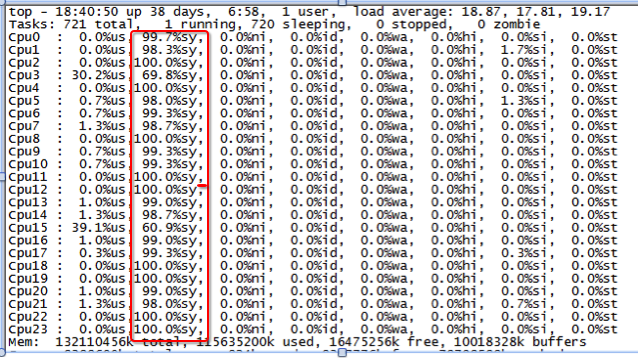 top - 18:40:50 up 38 days, 6:58, 1 user, load average: 18.87, 17.81, 19.17
Tasks: 721 total, 1 running, 720 sleeping, 0 stopped, 0 zombie
Cpu0 : 0.0%us, 99.7%sy, 0.0%ni, 0.0%id, 0.0%wa, 0.0%hi, 0.3%si, 0.0%st
Cpu1 : 0.0%us, 98.3%sy, 0.0%ni, 0.0%id, 0.0%wa, 0.0%hi, 1.7%si, 0.0%st
Cpu2 : 0.0%us,100.0%sy, 0.0%ni, 0.0%id, 0.0%wa, 0.0%hi, 0.0%si, 0.0%st
Cpu3 : 30.2%us, 69.8%sy, 0.0%ni, 0.0%id, 0.0%wa, 0.0%hi, 0.0%si, 0.0%st
Cpu4 : 0.0%us,100.0%sy, 0.0%ni, 0.0%id, 0.0%wa, 0.0%hi, 0.0%si, 0.0%st
Cpu5 : 0.7%us, 98.0%sy, 0.0%ni, 0.0%id, 0.0%wa, 0.0%hi, 1.3%si, 0.0%st
Cpu6 : 0.7%us, 99.3%sy, 0.0%ni, 0.0%id, 0.0%wa, 0.0%hi, 0.0%si, 0.0%st
Cpu7 : 1.3%us, 98.7%sy, 0.0%ni, 0.0%id, 0.0%wa, 0.0%hi, 0.0%si, 0.0%st
Cpu8 : 0.0%us,100.0%sy, 0.0%ni, 0.0%id, 0.0%wa, 0.0%hi, 0.0%si, 0.0%st
Cpu9 : 0.7%us, 99.3%sy, 0.0%ni, 0.0%id, 0.0%wa, 0.0%hi, 0.0%si, 0.0%st
Cpu10 : 0.7%us, 99.3%sy, 0.0%ni, 0.0%id, 0.0%wa, 0.0%hi, 0.0%si, 0.0%st
Cpu11 : 0.0%us,100.0%sy, 0.0%ni, 0.0%id, 0.0%wa, 0.0%hi, 0.0%si, 0.0%st
Cpu12 : 0.0%us,100.0%sy, 0.0%ni, 0.0%id, 0.0%wa, 0.0%hi, 0.0%si, 0.0%st
Cpu13 : 1.0%us, 99.0%sy, 0.0%ni, 0.0%id, 0.0%wa, 0.0%hi, 0.0%si, 0.0%st
Cpu14 : 1.3%us, 98.7%sy, 0.0%ni, 0.0%id, 0.0%wa, 0.0%hi, 0.0%si, 0.0%st
Cpu15 : 39.1%us, 60.9%sy, 0.0%ni, 0.0%id, 0.0%wa, 0.0%hi, 0.0%si, 0.0%st
Cpu16 : 1.0%us, 99.0%sy, 0.0%ni, 0.0%id, 0.0%wa, 0.0%hi, 0.0%si, 0.0%st
Cpu17 : 0.3%us, 99.3%sy, 0.0%ni, 0.0%id, 0.0%wa, 0.0%hi, 0.3%si, 0.0%st
Cpu18 : 0.0%us,100.0%sy, 0.0%ni, 0.0%id, 0.0%wa, 0.0%hi, 0.0%si, 0.0%st
Cpu19 : 0.0%us,100.0%sy, 0.0%ni, 0.0%id, 0.0%wa, 0.0%hi, 0.0%si, 0.0%st
Cpu20 : 1.0%us, 99.0%sy, 0.0%ni, 0.0%id, 0.0%wa, 0.0%hi, 0.0%si, 0.0%st
Cpu21 : 1.3%us, 98.0%sy, 0.0%ni, 0.0%id, 0.0%wa, 0.0%hi, 0.7%si, 0.0%st
Cpu22 : 0.0%us,100.0%sy, 0.0%ni, 0.0%id, 0.0%wa, 0.0%hi, 0.0%si, 0.0%st
Cpu23 : 0.0%us,100.0%sy, 0.0%ni, 0.0%id, 0.0%wa, 0.0%hi, 0.0%si, 0.0%st
Mem: 132110456k total, 115635200k used, 16475256k free, 10018328k buffers